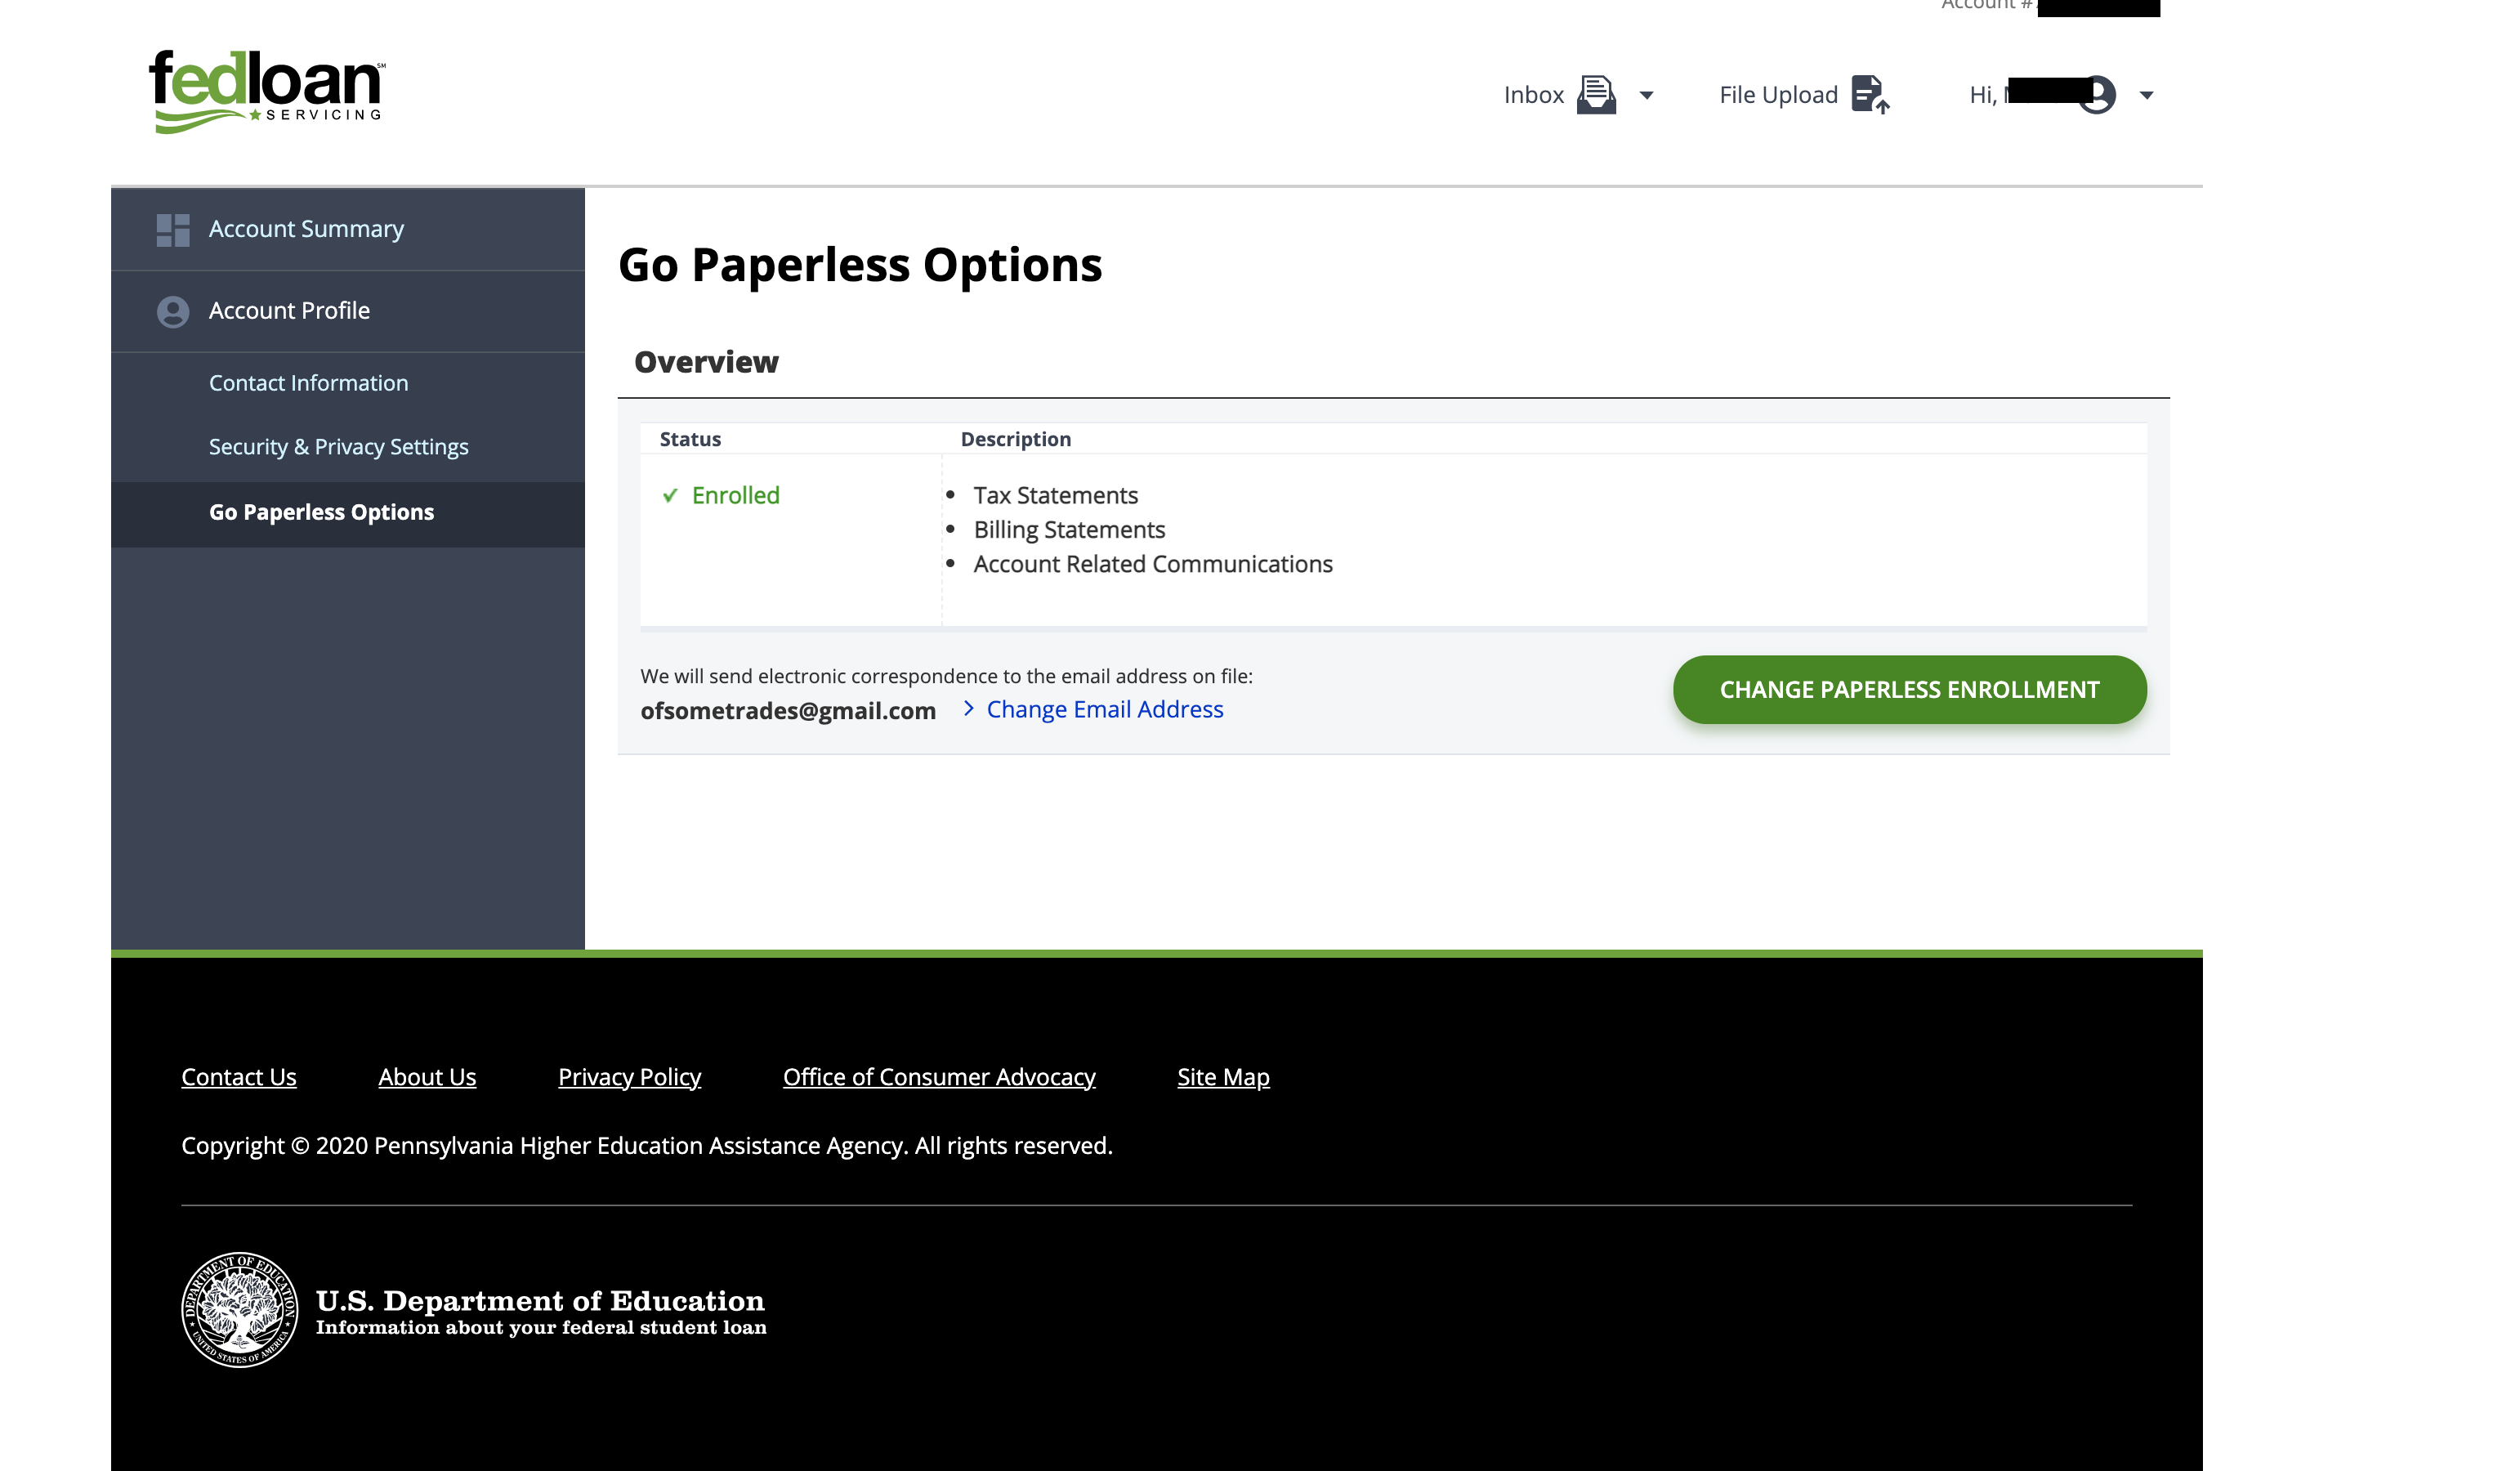 Account #
fedloan SM
SERVICING
Inbox
File Upload
Hi,
Account Summary
Account Profile
Contact Information
Security & Privacy Settings
Go Paperless Options
Go Paperless Options
Overview
Status Description
✓ Enrolled
• Tax Statements
• Billing Statements
• Account Related Communications
We will send electronic correspondence to the email address on file:
ofsometrades@gmail.com > Change Email Address
CHANGE PAPERLESS ENROLLMENT
Contact Us About Us Privacy Policy Office of Consumer Advocacy Site Map
Copyright © 2020 Pennsylvania Higher Education Assistance Agency. All rights reserved.
DEPARTMENT OF EDUCATION
UNITED STATES OF AMERICA
U.S. Department of Education
Information about your federal student loan